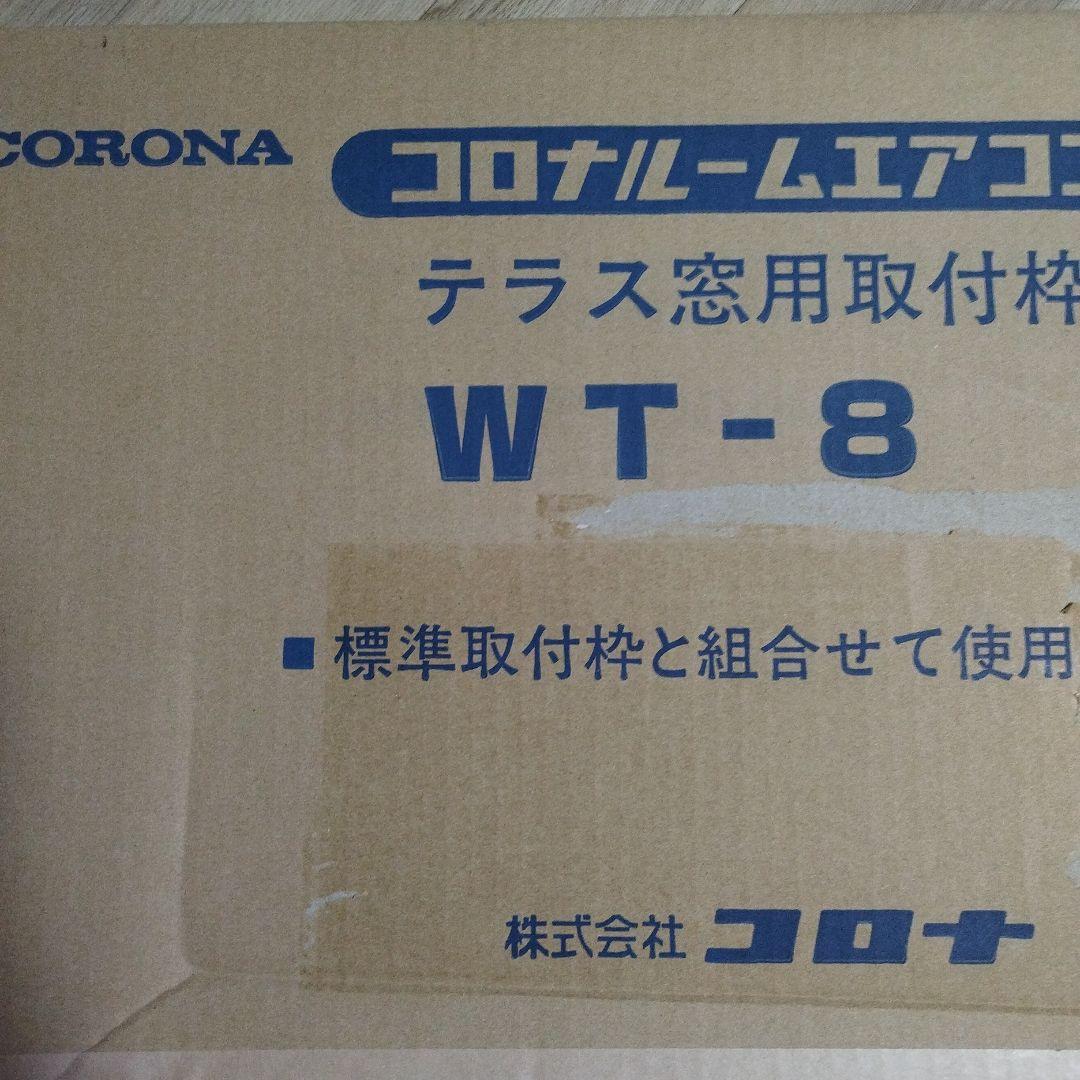 CORONA
コロナルームエアコン
テラス窓用取付枠
WT-8
■標準取付枠と組合せて使用
株式会社 コロナ